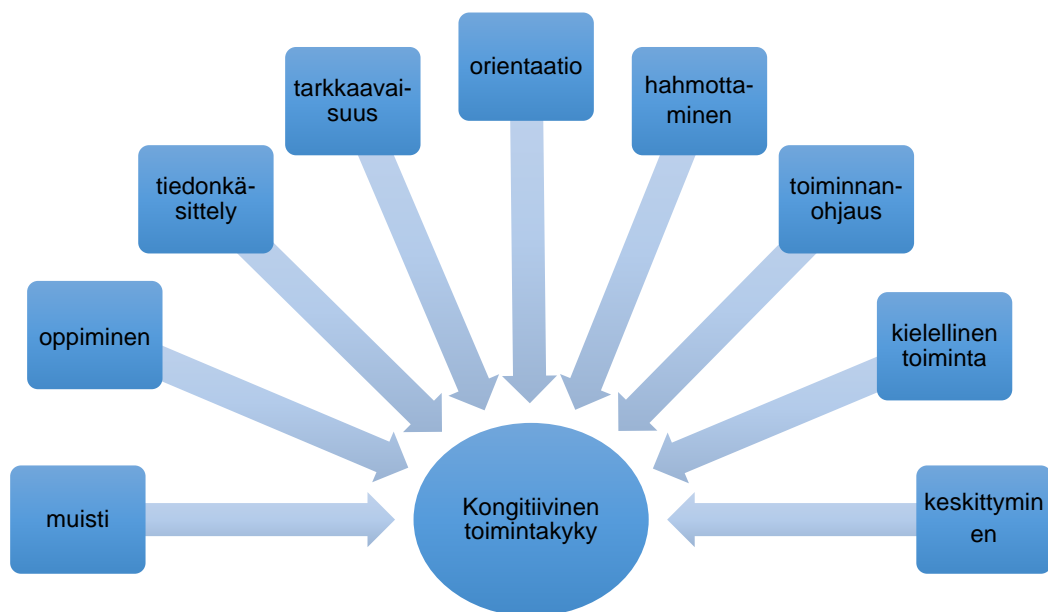 orientaatio
tarkkaavai-
suus
hahmotta-
minen
tiedonkä-
sittely
toiminnan-
ohjaus
oppiminen
kielellinen
toiminta
muisti
Kongitiivinen
toimintakyky
keskittymin
en